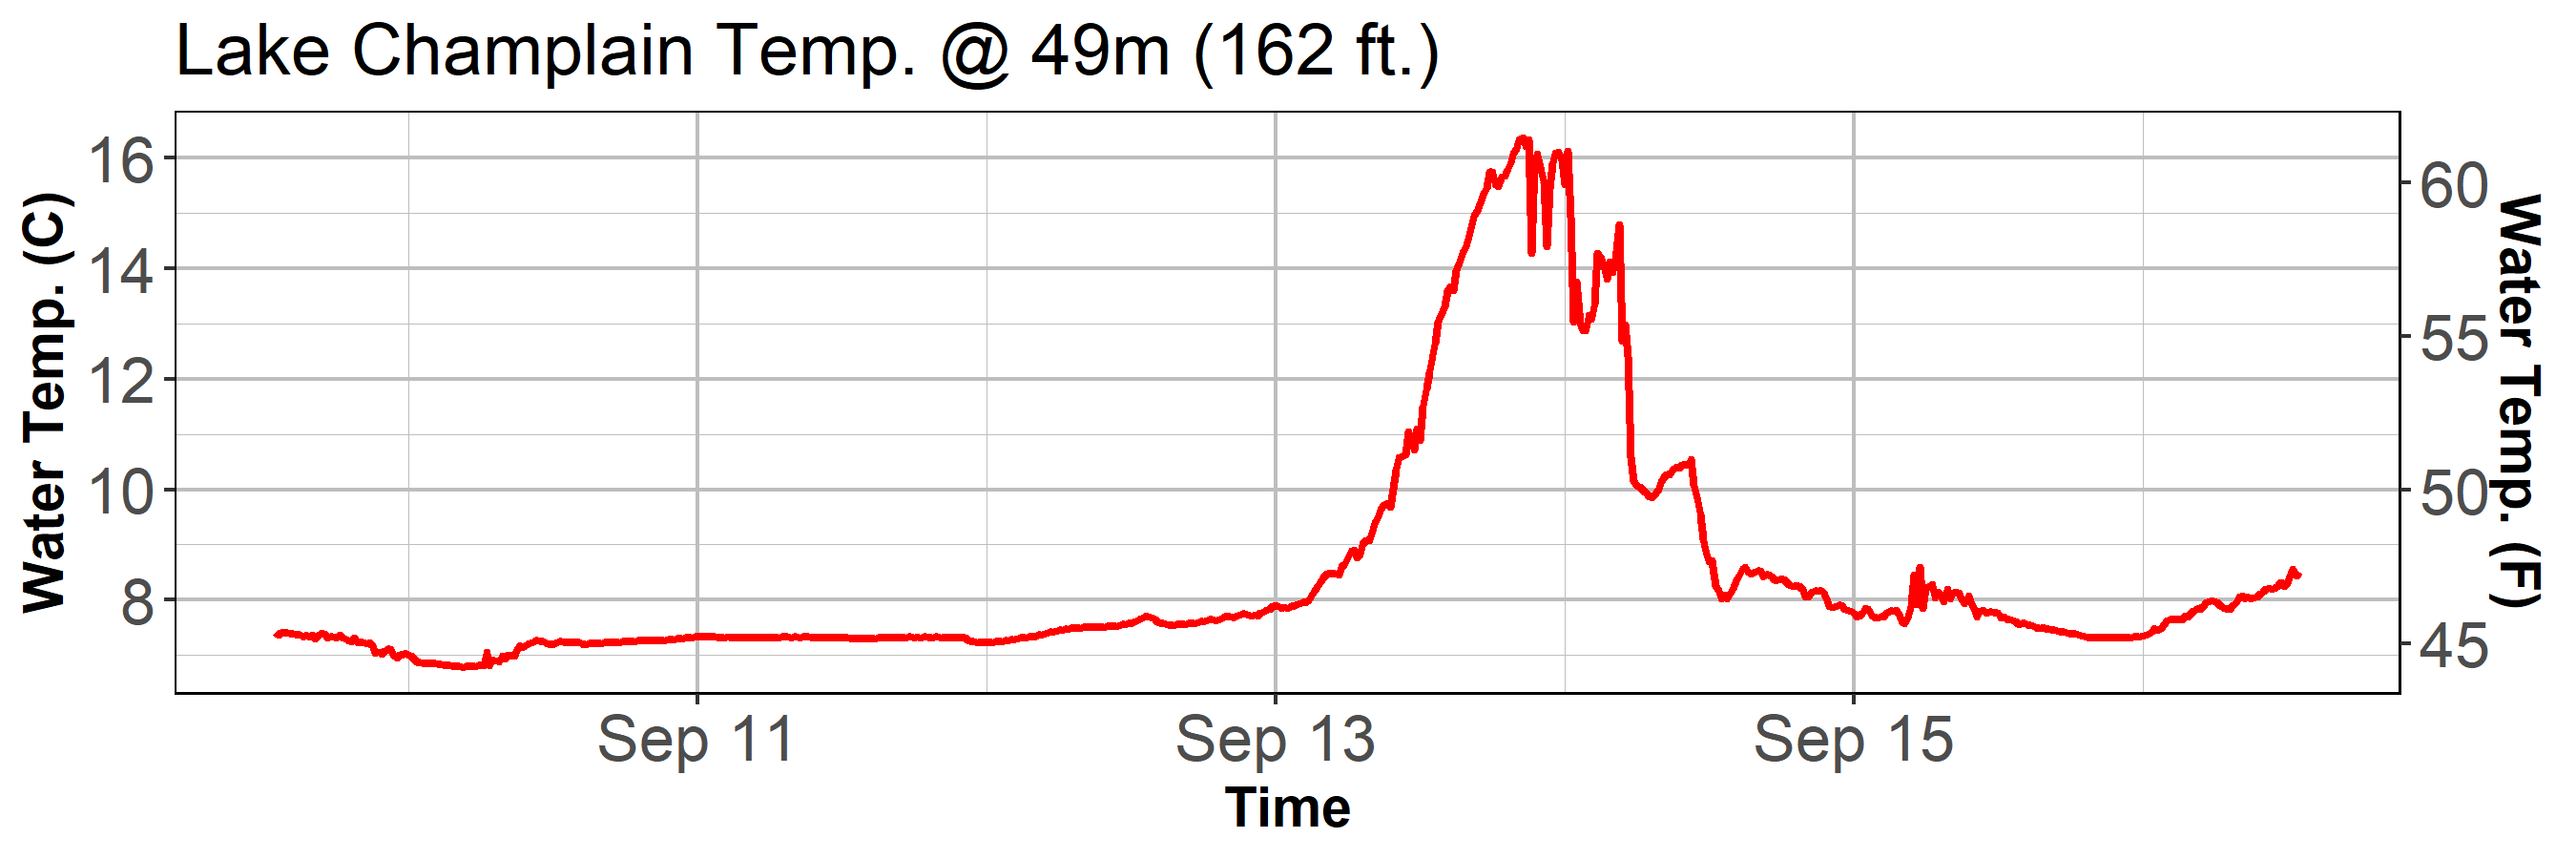 Lake Champlain Temp. @ 49m (162 ft.)
Water Temp. (C)
16
14
12
10
8
60
55
50
45
Water Temp. (F)
Sep 11 Sep 13 Sep 15
Time